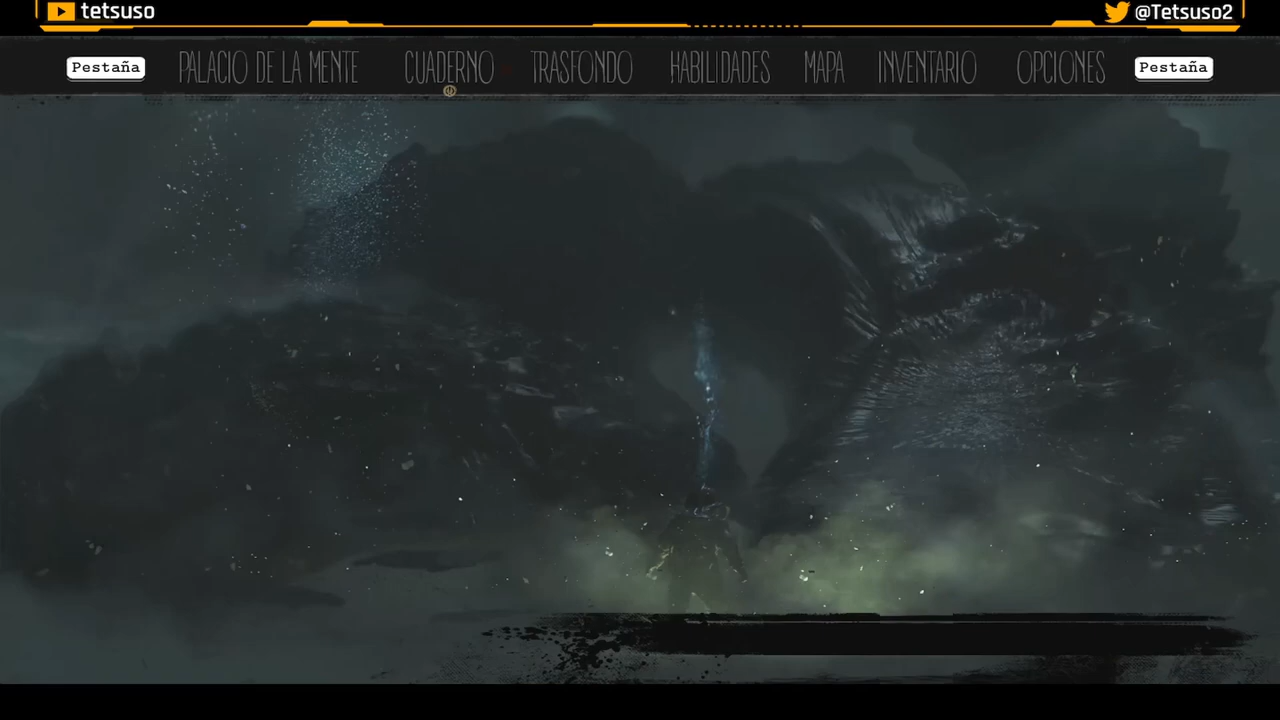 tetsuso
@Tetsuso2
Pestaña PALACIO DE LA MENTE CUADERNO TRASFONDO HABILIDADES MAPA INVENTARIO OPCIONES Pestaña